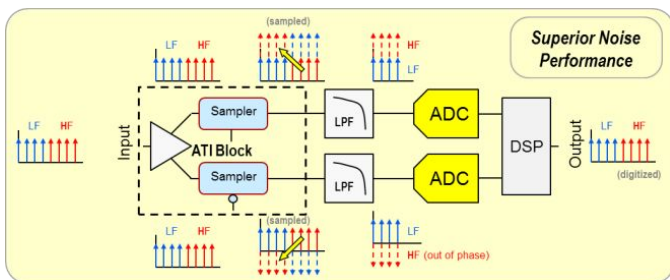 (sampled)
Superior Noise
Performance
LF HF
HF
LF
LF HF
Input
Sampler
ATI Block
Sampler
LPF
LPF
ADC
ADC
DSP
Output
LF HF
(digitized)
(sampled)
LF HF
LF
HF (out of phase)